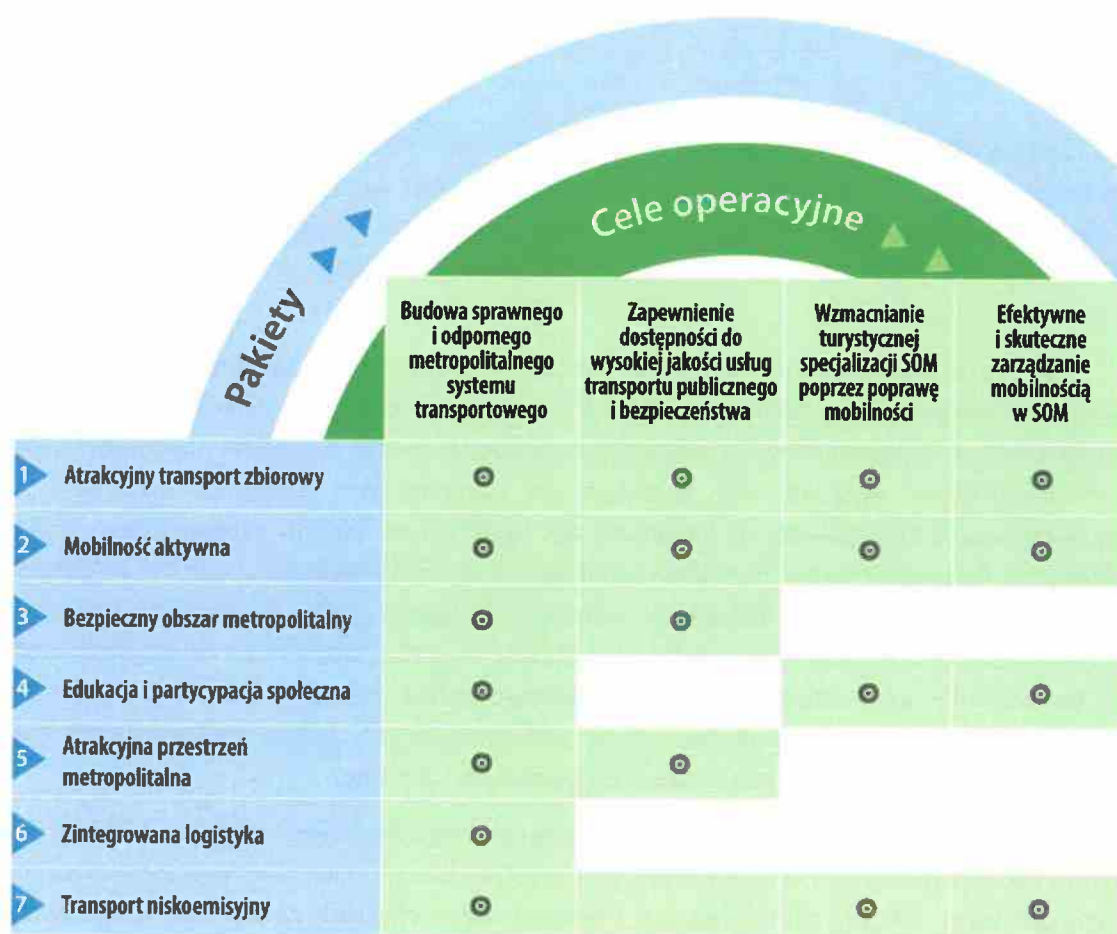 Cele operacyjne
Pakiety
Budowa sprawnego
i odpornego
metropolitalnego
systemu
transportowego
Zapewnienie
dostępności do
wysokiej jakości usług
transportu publicznego
i bezpieczeństwa
Wzmacnianie
turystycznej
specjalizacji SOM
poprzez poprawę
mobilności
Efektywne
i skuteczne
zarządzanie
mobilnością
w SOM
1 Atrakcyjny transport zbiorowy
2 Mobilność aktywna
3 Bezpieczny obszar metropolitalny
4 Edukacja i partycypacja społeczna
5 Atrakcyjna przestrzeń
metropolitalna
6 Zintegrowana logistyka
7 Transport niskoemisyjny